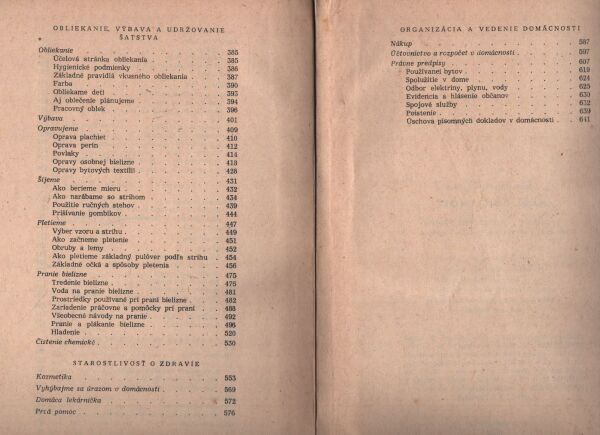 OBLIEKANIE, VÝBAVA A UDRŽOVANIE
ŠATSTVA
Obliekanie 385
Účelová stránka obliekania 385
Hygienické podmienky 386
Základné pravidlá vkusného obliekania 387
Farba 390
Obliekame deti 393
Aj oblečenie plánujeme 394
Pracovný oblek 396
Výbava 401
Opravujeme 409
Oprava plachiet 410
Oprava perín 412
Povlaky 414
Opravy osobnej bielizne 418
Opravy bytových textilií 428
Šijeme 431
Ako berieme mieru 432
Ako narábame so strihom 434
Použitie ručných stehov 439
Prišívanie gombíkov 444
Pletieme 447
Výber vzoru a strihu 449
Ako začneme pletenie 451
Obruby a lemy 452
Ako pletieme základný pulóver podľa strihu 454
Základné očká a spôsoby pletenia 456
Pranie bielizne 475
Triedenie bielizne 476
Voda na pranie bielizne 481
Prostriedky používané pri praní bielizne 482
Zariadenie práčovne a pomôcky pri praní 488
Všeobecné návody na pranie 492
Pranie a plákanie bielizne 496
Hladenie 520
Čistenie chemické 530
STAROSTLIVOSŤ O ZDRAVIE
Kozmetika 553
Vyhýbajme sa úrazom v domácnosti 569
Domáca lekárnička 572
Prvá pomoc 576
ORGANIZÁCIA A VEDENIE DOMÁCNOSTI
Nákup 587
Účtovníctvo a rozpočet v domácnosti 597
Právne predpisy 607
Používanei bytov 619
Spolužitie v dome 624
Odber elektriny, plynu, vody 625
Evidencia a hlásenie občanov 630
Spojové služby 632
Poistenie 639
Úschova písomných dokladov v domácnosti 641